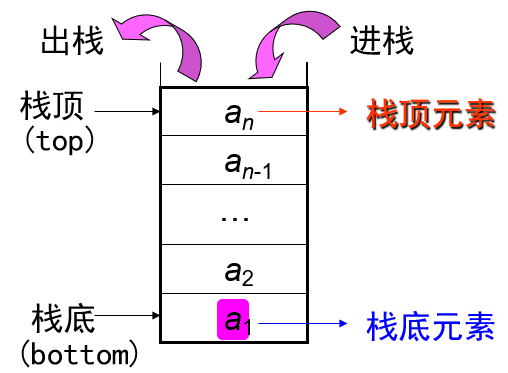 出栈
进栈
栈顶
(top)
aₙ
栈顶元素
aₙ₋₁
…
a₂
栈底
(bottom)
a₁
栈底元素